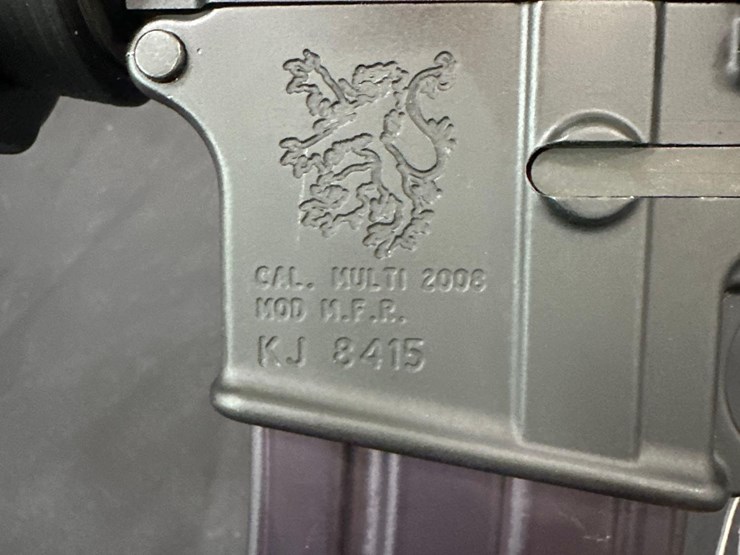 CAL. MULTI 2008
MOD M.F.R.
KJ 8415